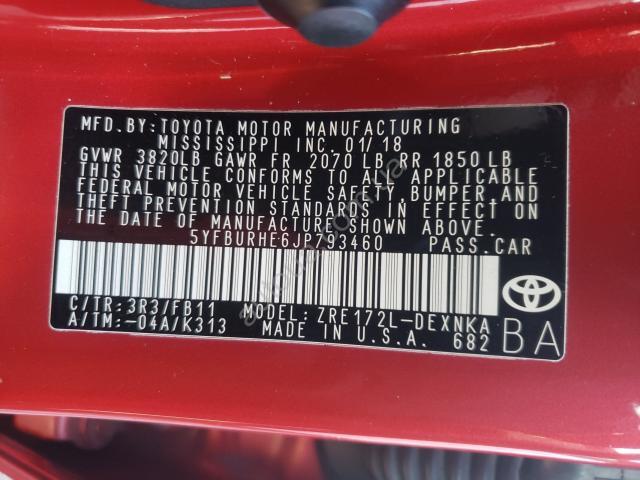 MFD.BY:TOYOTA MOTOR MANUFACTURING
MISSISSIPPI INC.01/18
GVWR 3820LB GAWR FR 2070 LB RR 1850 LB
THIS VEHICLE CONFORMS TO ALL APPLICABLE
FEDERAL MOTOR VEHICLE SAFETY,BUMPER,AND
THEFT PREVENTION STANDARDS IN EFFECT ON
THE DATE OF MANUFACTURE SHOWN ABOVE.
5YFBURHE6JP793460 PASS.CAR
C/TR:3R3/FB11 MODEL:ZRE172L-DEXNKA
A/TM:-04A/K313 MADE IN U.S.A. 682
BA